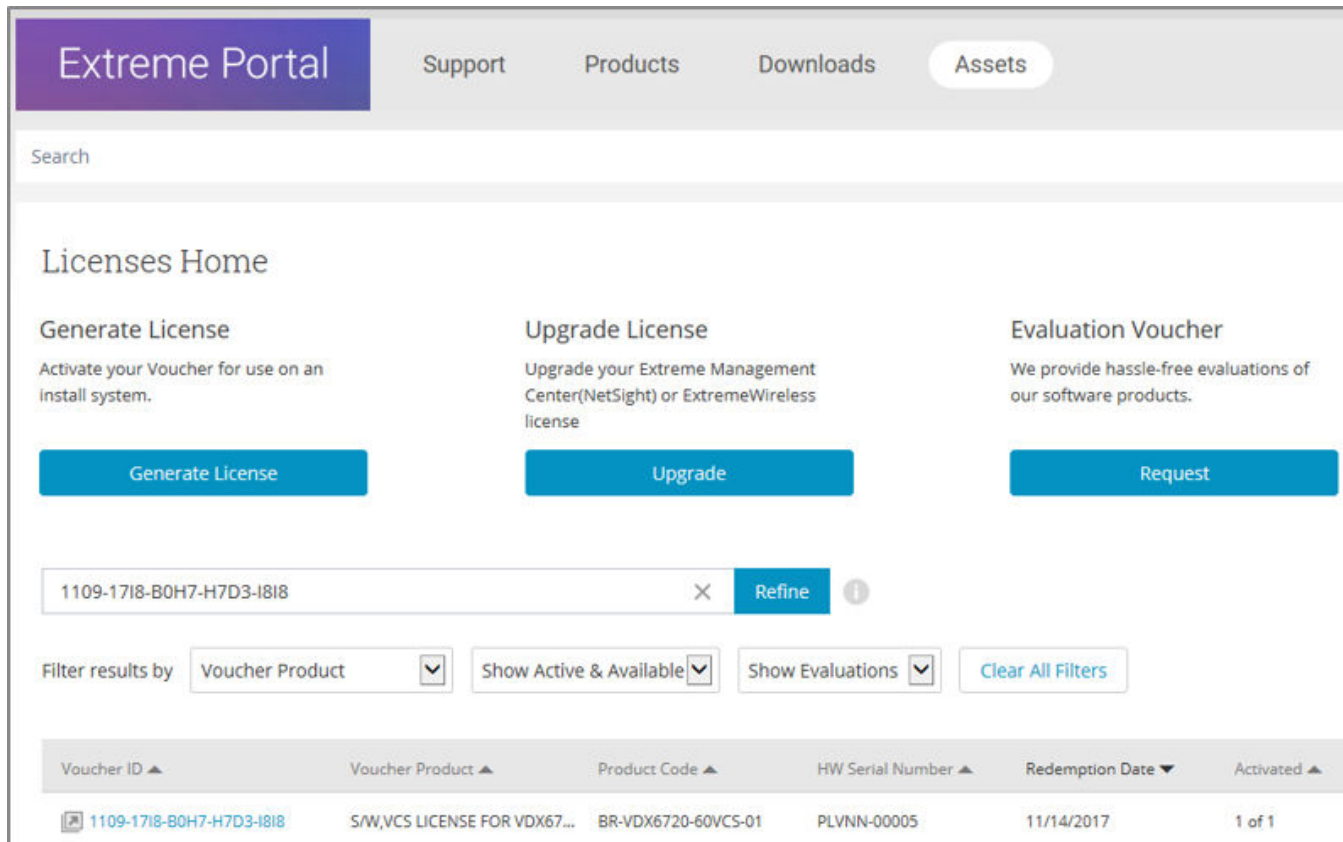 Extreme Portal Support Products Downloads Assets
Search
Licenses Home
Generate License
Activate your Voucher for use on an
install system.
Generate License
Upgrade License
Upgrade your Extreme Management
Center(NetSight) or ExtremeWireless
license
Upgrade
Evaluation Voucher
We provide hassle-free evaluations of
our software products.
Request
1109-17I8-B0H7-H7D3-I8I8 Refine
Filter results by Voucher Product Show Active & Available Show Evaluations Clear All Filters
Voucher ID Voucher Product Product Code HW Serial Number Redemption Date Activated
1109-17I8-B0H7-H7D3-I8I8 S/W,VCS LICENSE FOR VDX67... BR-VDX6720-60VCS-01 PLVNN-00005 11/14/2017 1 of 1